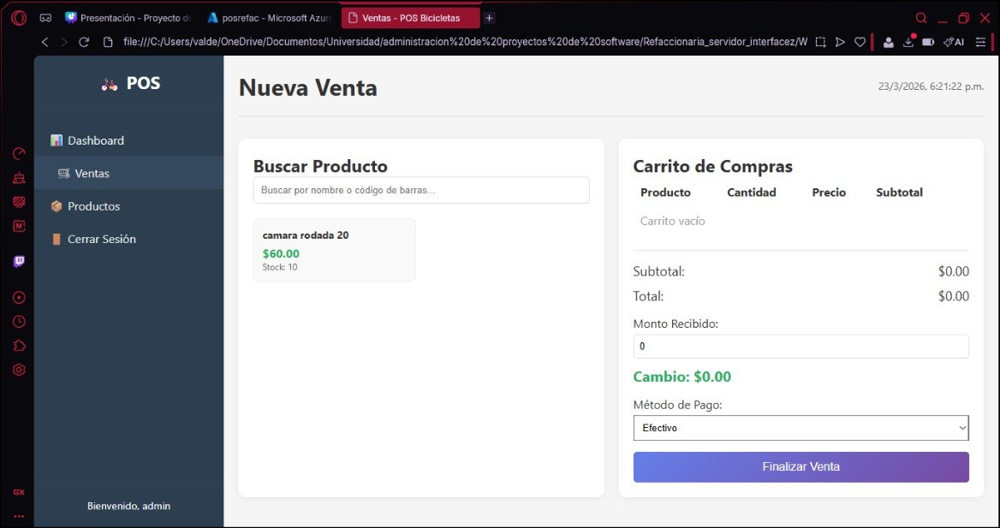 Presentación - Proyecto de
posrefac - Microsoft Azure
Ventas - POS Bicicletas
file:///C:/Users/valde/OneDrive/Documentos/Universidad/administracion%20de%20proyectos%20de%20software/Refaccionaria_servidor_interfacez/W
AI
POS
Dashboard
Ventas
Productos
Cerrar Sesión
M
GX
Bienvenido, admin
Nueva Venta
23/3/2026, 6:21:22 p.m.
Buscar Producto
Buscar por nombre o código de barras...
camara rodada 20
$60.00
Stock: 10
Carrito de Compras
Producto Cantidad Precio Subtotal
Carrito vacío
Subtotal: $0.00
Total: $0.00
Monto Recibido:
0
Cambio: $0.00
Método de Pago:
Efectivo
Finalizar Venta